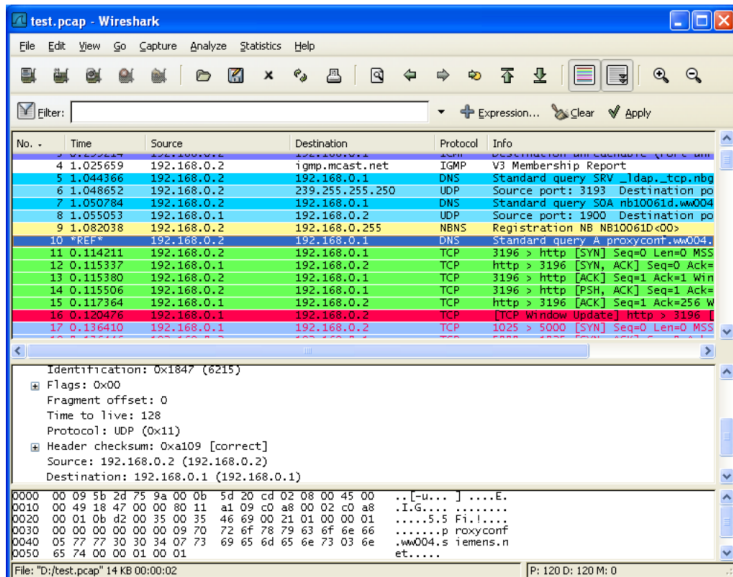 test.pcap - Wireshark
File Edit View Go Capture Analyze Statistics Help
Filter: Expression... Clear Apply
No. . Time Source Destination Protocol Info
4 1.025659 192.168.0.2 igmp.mcast.net IGMP V3 Membership Report
5 1.044366 192.168.0.2 192.168.0.1 DNS Standard query SRV _ldap._tcp.nbg
6 1.048652 192.168.0.2 239.255.255.250 UDP Source port: 3193 Destination po
7 1.050784 192.168.0.2 192.168.0.1 DNS Standard query SOA nb10061d.ww004
8 1.055053 192.168.0.1 192.168.0.2 UDP Source port: 1900 Destination po
9 1.082038 192.168.0.2 192.168.0.255 NBNS Registration NB NB10061D<00>
10 *REF* 192.168.0.2 192.168.0.1 DNS Standard query A proxyconf.ww004.
11 0.114211 192.168.0.2 192.168.0.1 TCP 3196 > http [SYN] Seq=0 Len=0 MSS
12 0.115337 192.168.0.1 192.168.0.2 TCP http > 3196 [SYN, ACK] Seq=0 Ack=
13 0.115380 192.168.0.2 192.168.0.1 TCP 3196 > http [ACK] Seq=1 Ack=1 Win
14 0.115506 192.168.0.2 192.168.0.1 TCP 3196 > http [PSH, ACK] Seq=1 Ack=
15 0.117364 192.168.0.1 192.168.0.2 TCP http > 3196 [ACK] Seq=1 Ack=256 W
16 0.120476 192.168.0.1 192.168.0.2 TCP [TCP Window Update] http > 3196 [
17 0.136410 192.168.0.1 192.168.0.2 TCP 1025 > 5000 [SYN] Seq=0 Len=0 MSS
Identification: 0x1847 (6215)
Flags: 0x00
Fragment offset: 0
Time to live: 128
Protocol: UDP (0x11)
Header checksum: 0xa109 [correct]
Source: 192.168.0.2 (192.168.0.2)
Destination: 192.168.0.1 (192.168.0.1)
0000 00 09 5b 2d 75 9a 00 0b 5d 20 cd 02 08 00 45 00 ..[-u... ] ....E.
0010 00 49 18 47 00 00 80 11 a1 09 c0 a8 00 02 c0 a8 .I.G.... ........
0020 00 01 0b d2 00 35 00 35 46 69 00 21 01 00 00 01 .....5.5 Fi.!....
0030 00 00 00 00 00 00 09 70 72 6f 78 79 63 6f 6e 66 .......p roxyconf
0040 05 77 77 30 30 34 07 73 69 65 6d 65 6e 73 03 6e .ww004.s iemens.n
0050 65 74 00 00 01 00 01 et.....
File: "D:/test.pcap" 14 KB 00:00:02 P: 120 D: 120 M: 0